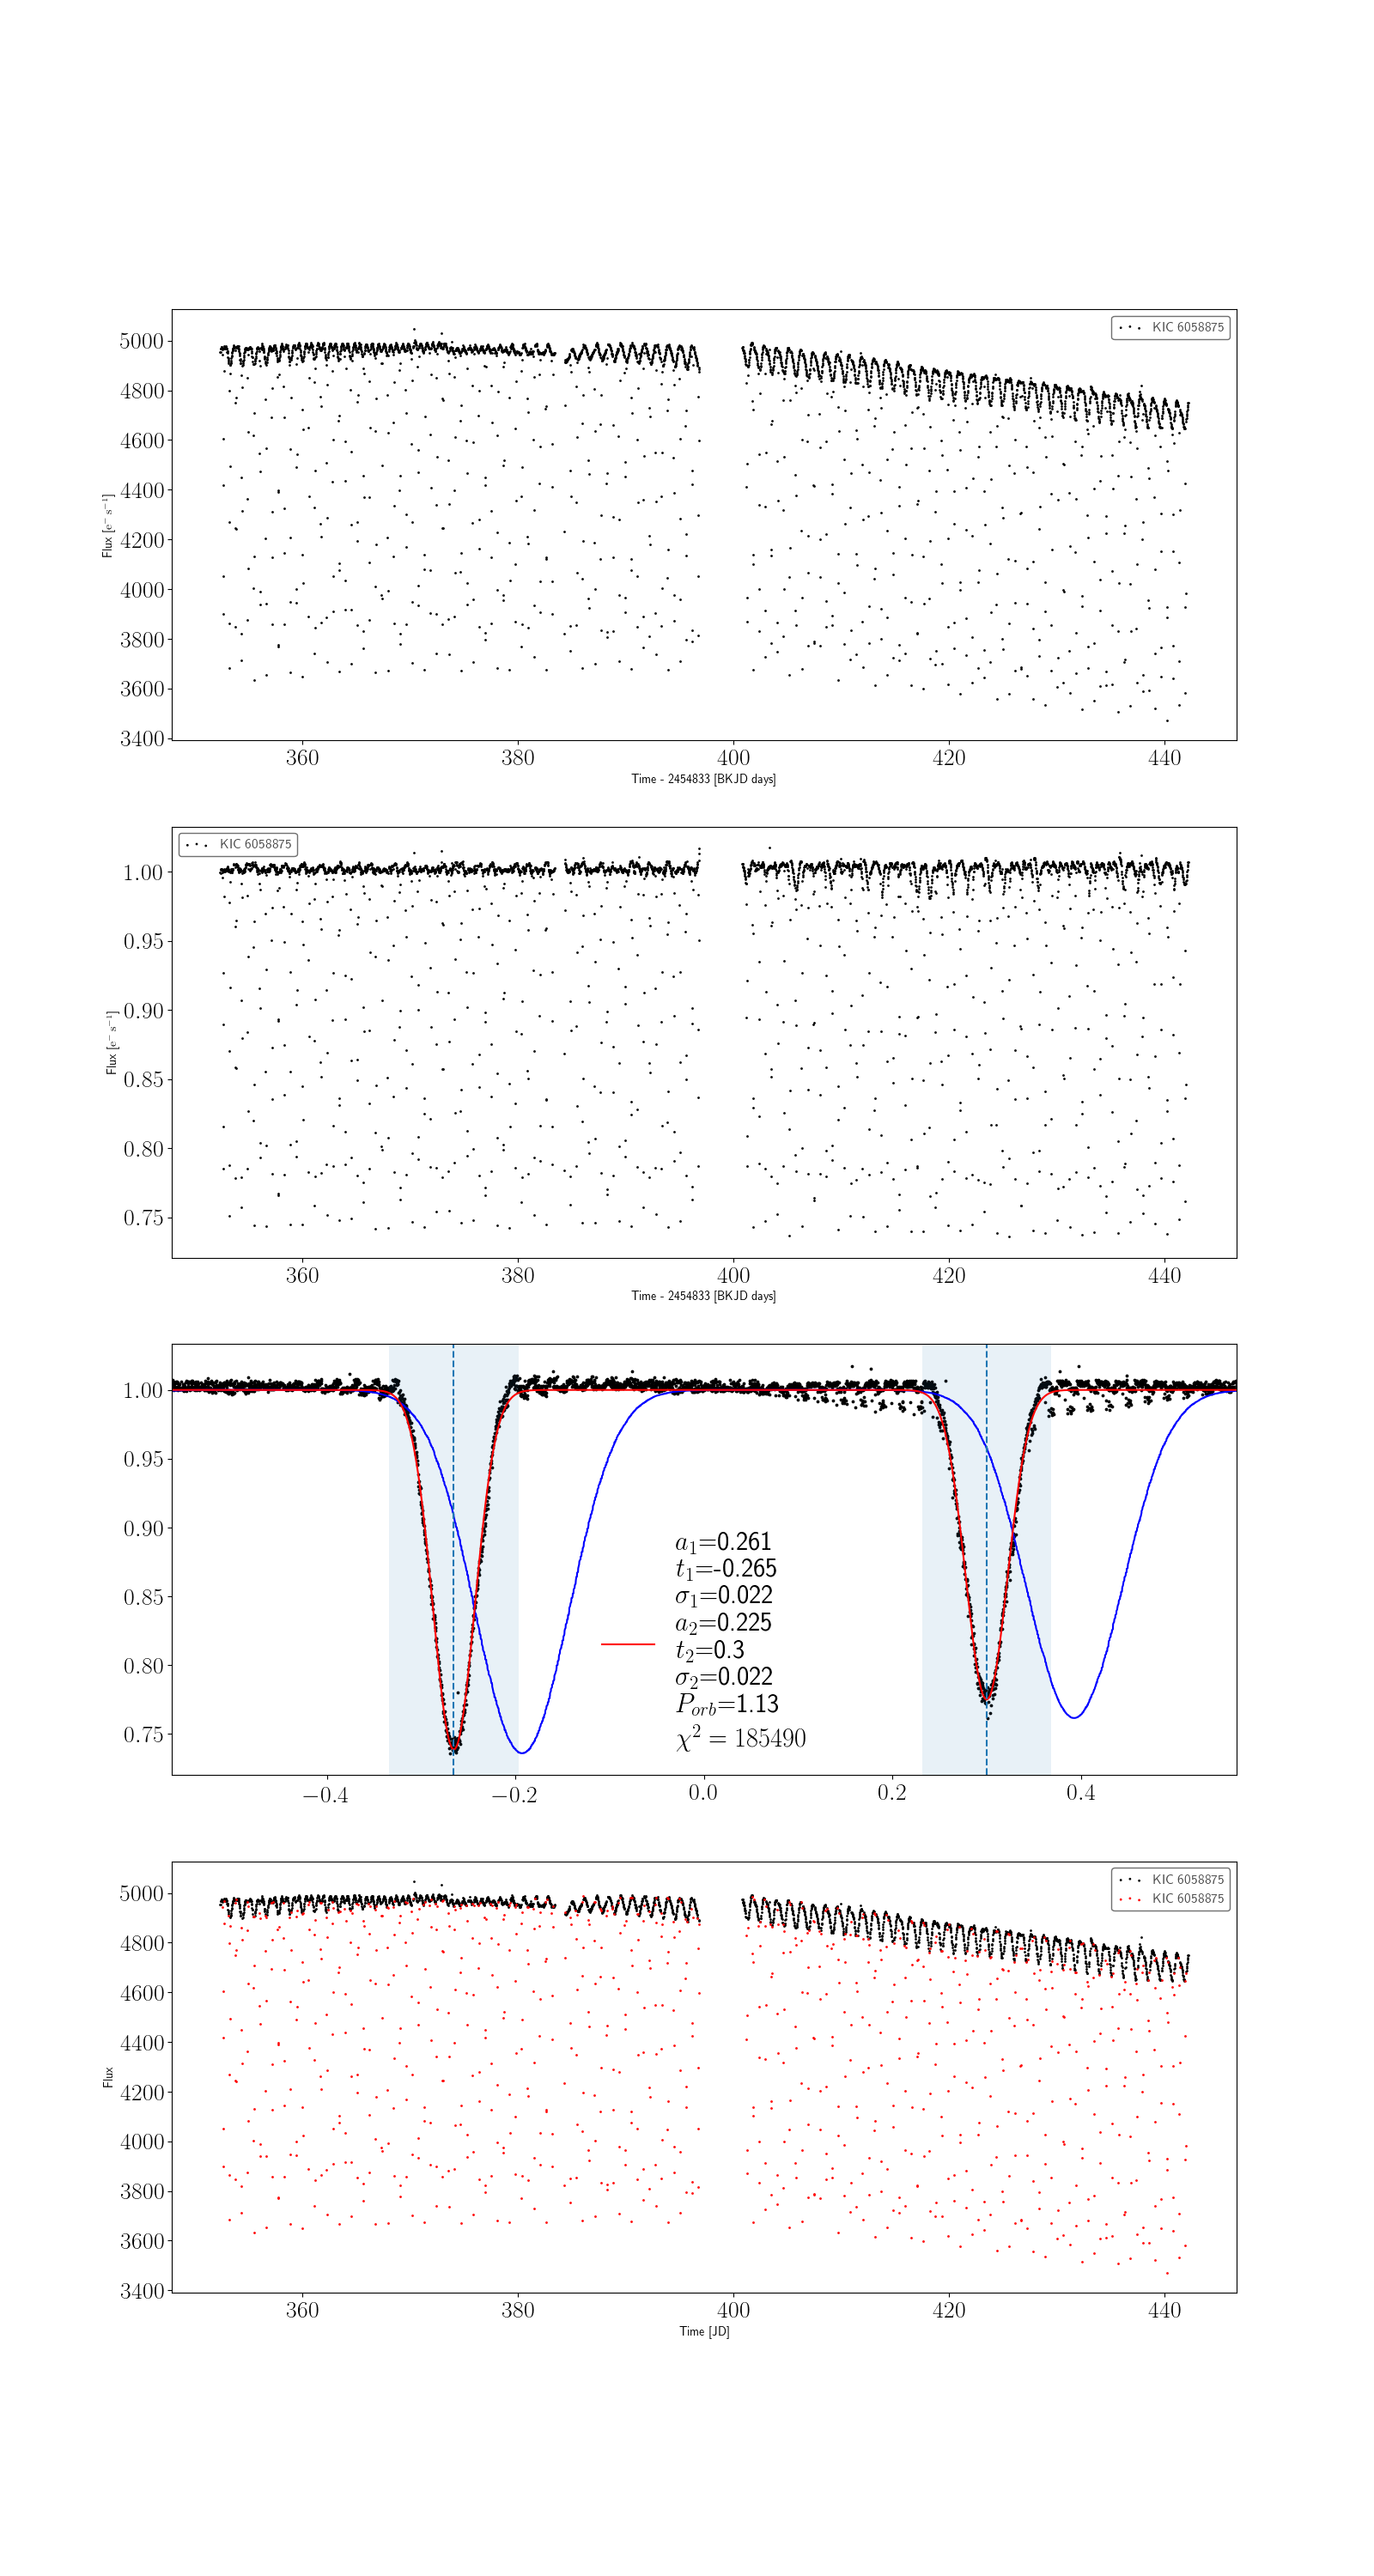 KIC 6058875
5000
4800
4600
4400
4200
4000
3800
3600
3400
Flux [e⁻ s⁻¹]
360 380 400 420 440
Time - 2454833 [BKJD days]
KIC 6058875
1.00
0.95
0.90
0.85
0.80
0.75
Flux [e⁻ s⁻¹]
360 380 400 420 440
Time - 2454833 [BKJD days]
1.00
0.95
0.90
0.85
0.80
0.75
a₁=0.261
t₁=-0.265
σ₁=0.022
a₂=0.225
t₂=0.3
σ₂=0.022
P_orb=1.13
χ² = 185490
−0.4 −0.2 0.0 0.2 0.4
KIC 6058875
KIC 6058875
5000
4800
4600
4400
4200
4000
3800
3600
3400
Flux
360 380 400 420 440
Time [JD]